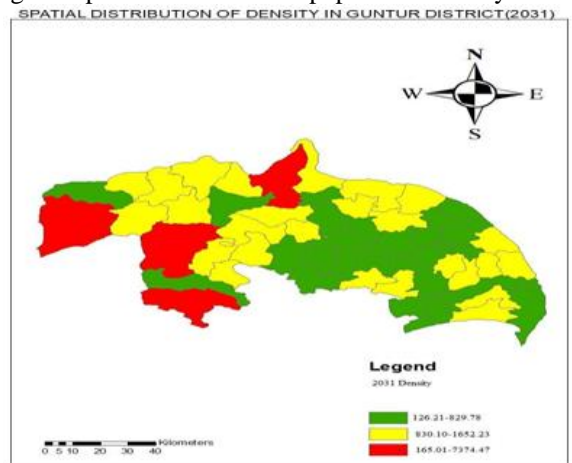 SPATIAL DISTRIBUTION OF DENSITY IN GUNTUR DISTRICT(2031)
N
W E
S
Legend
2031 Density
126.21-829.78
830.10-1652.23
165.01-7374.47
Kilometers
0 5 10 20 30 40